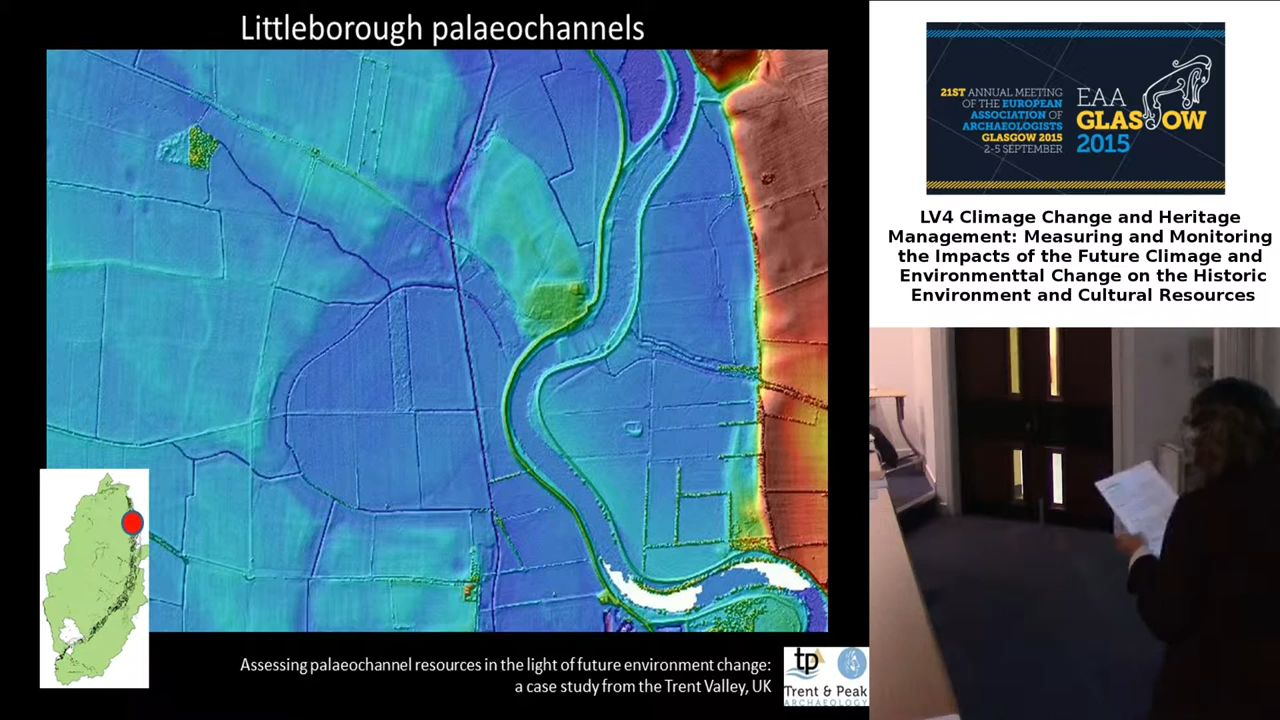 Littleborough palaeochannels
Assessing palaeochannel resources in the light of future environment change:
a case study from the Trent Valley, UK
tp
Trent & Peak
ARCHAEOLOGY
21ST ANNUAL MEETING
OF THE EUROPEAN
ASSOCIATION OF
ARCHAEOLOGISTS
GLASGOW 2015
2-5 SEPTEMBER
EAA
GLASGOW
2015
LV4 Climage Change and Heritage
Management: Measuring and Monitoring
the Impacts of the Future Climage and
Environmenttal Change on the Historic
Environment and Cultural Resources